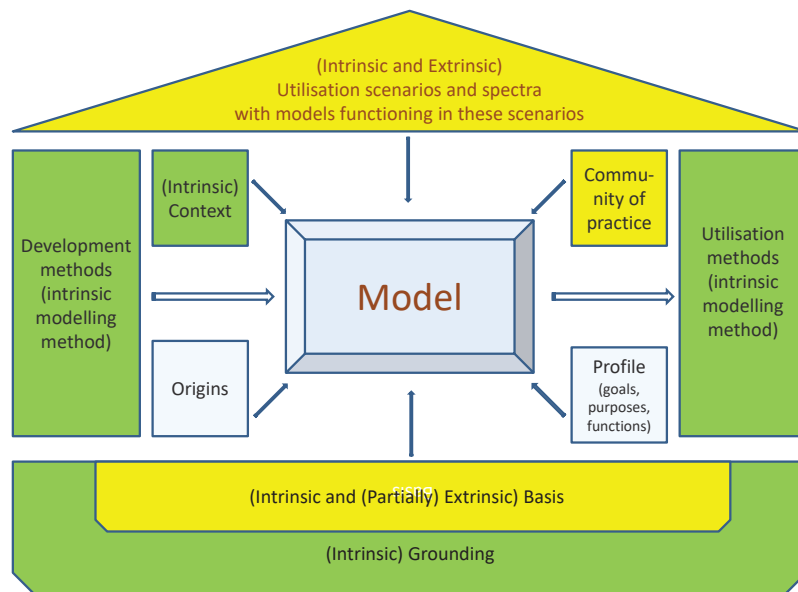 (Intrinsic and Extrinsic)
Utilisation scenarios and spectra
with models functioning in these scenarios
Development
methods
(intrinsic
modelling
method)
(Intrinsic)
Context
Origins
Model
Commu-
nity of
practice
Profile
(goals,
purposes,
functions)
Utilisation
methods
(intrinsic
modelling
method)
(Intrinsic and (Partially) Extrinsic) Basis
(Intrinsic) Grounding